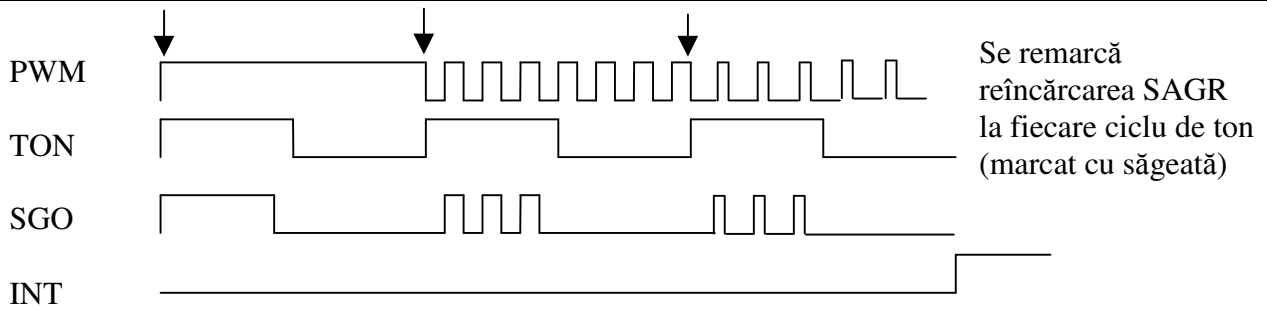 PWM
TON
SGO
INT
Se remarcă
reîncărcarea SAGR
la fiecare ciclu de ton
(marcat cu săgeată)